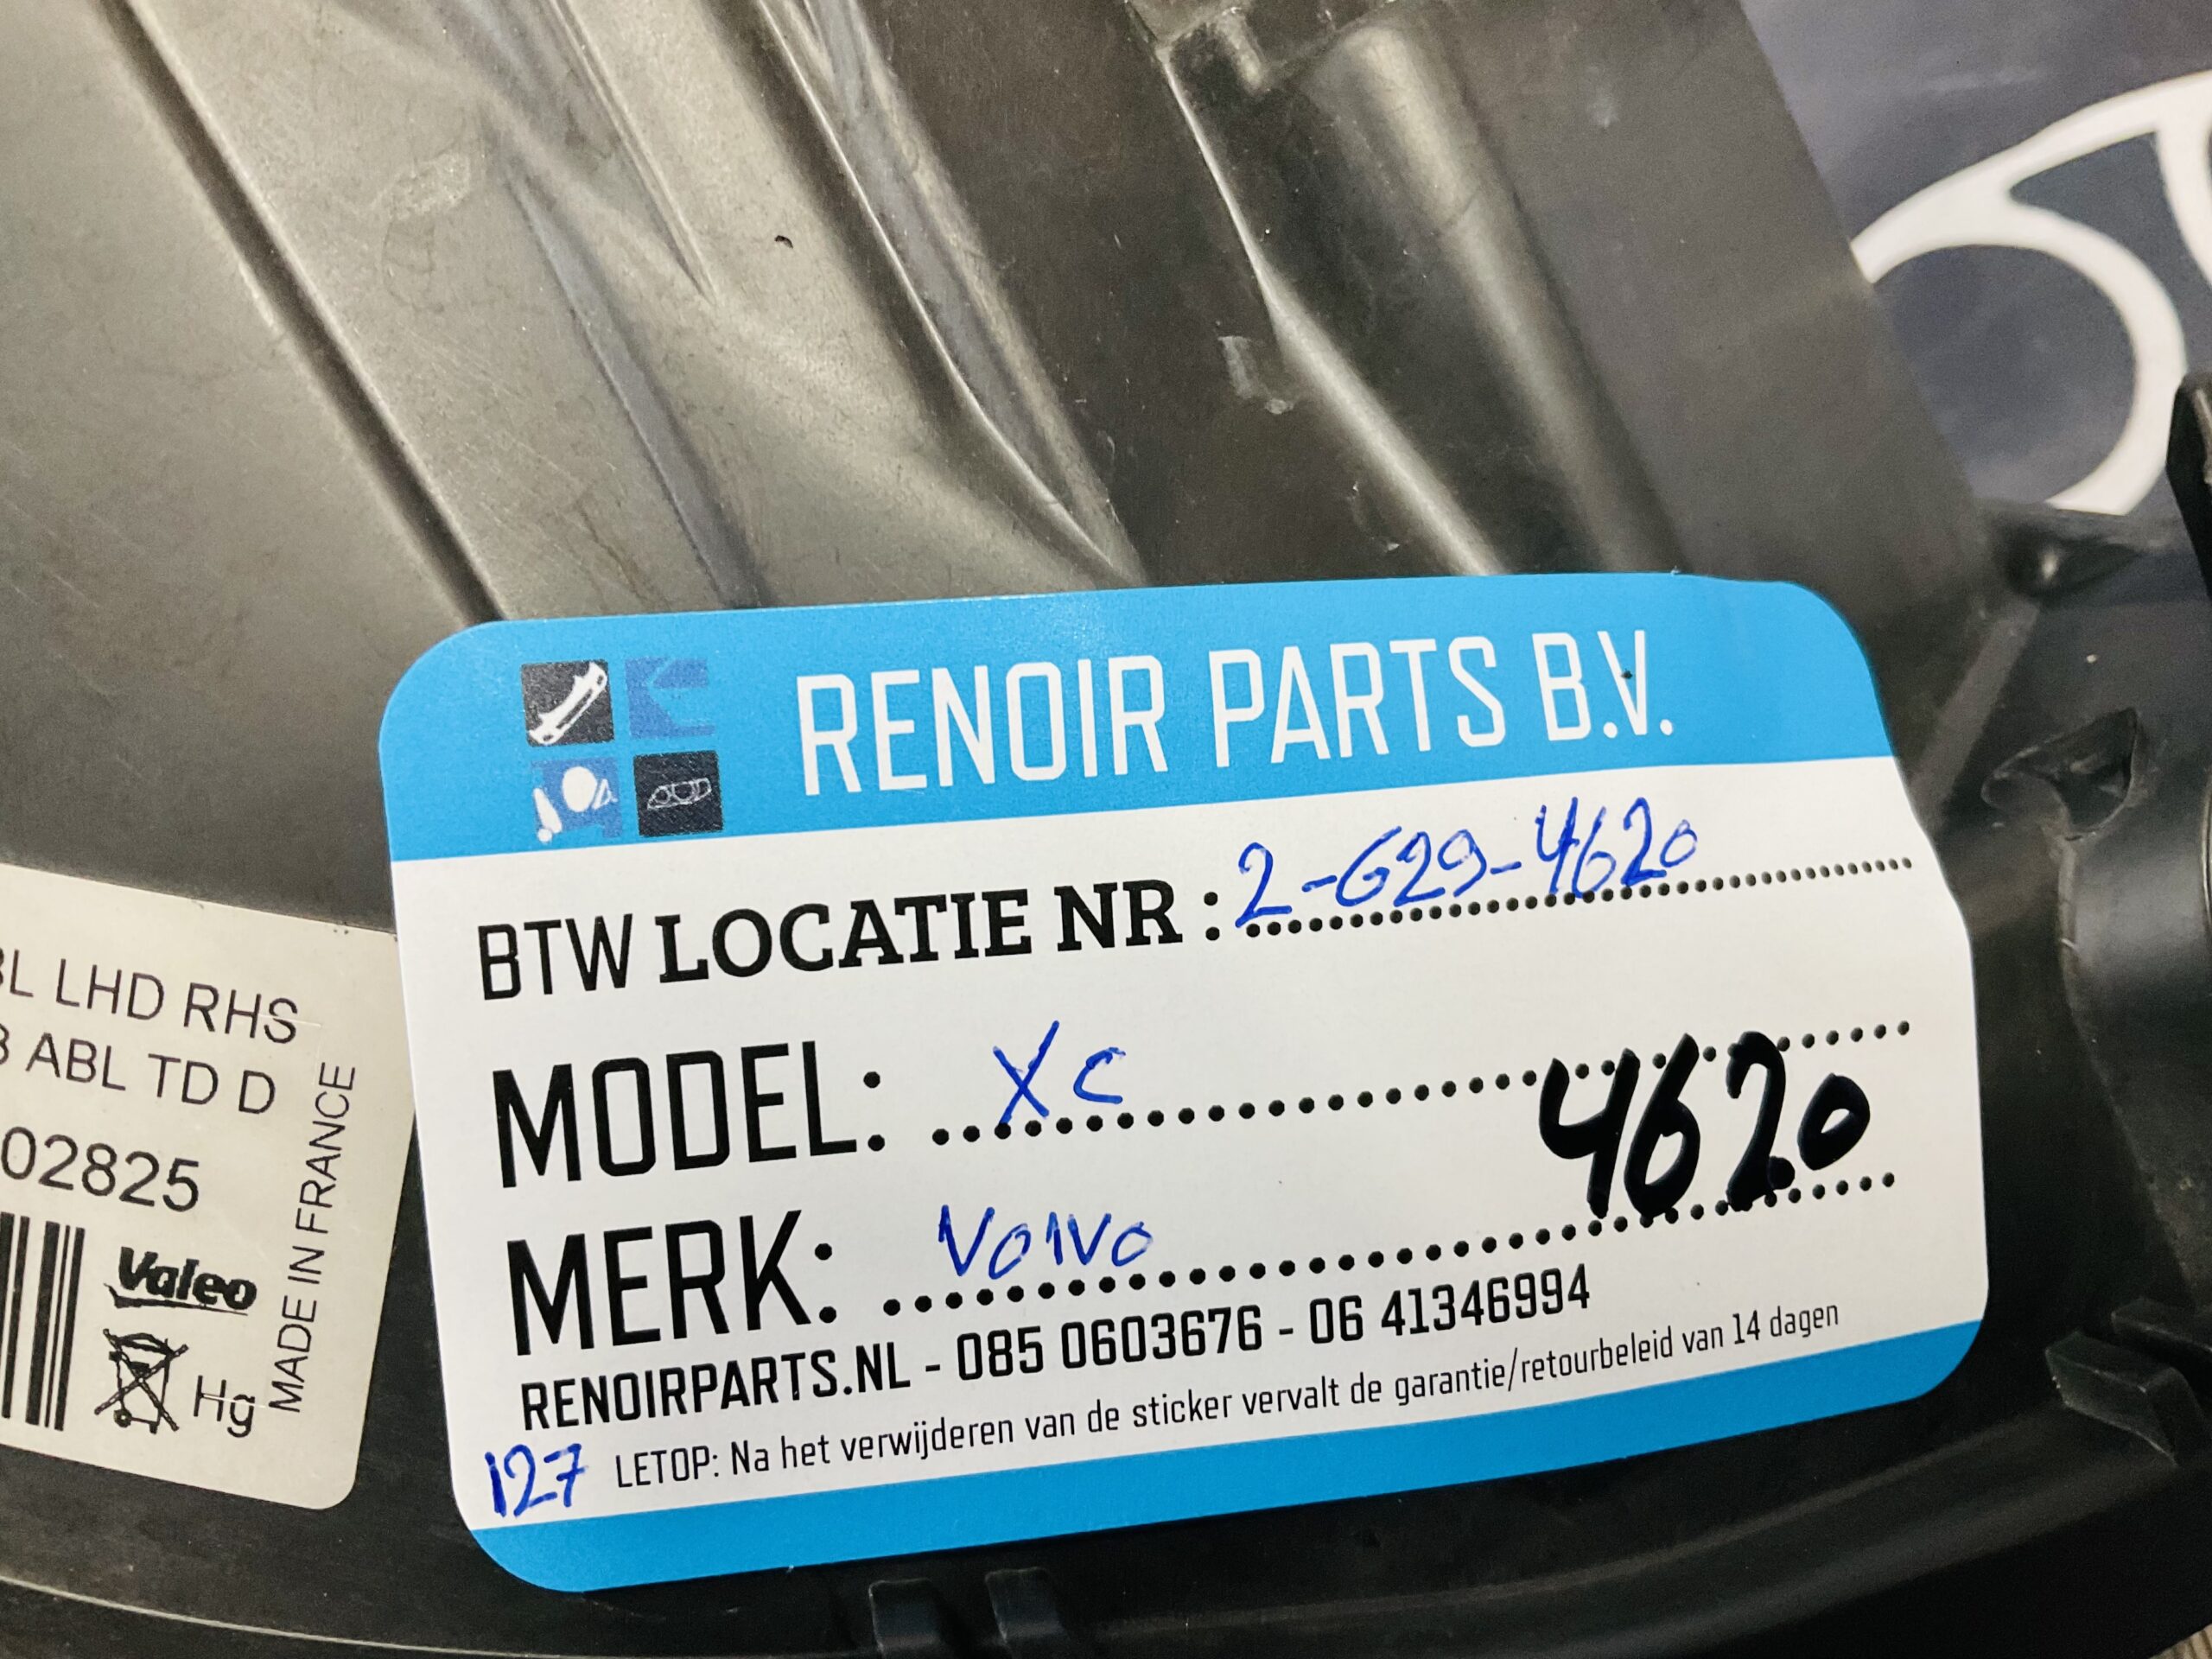 RENOIR PARTS B.V.
BTW LOCATIE NR : 2-G29-4620
MODEL: XC
4620
MERK: VOLVO
RENOIRPARTS.NL - 085 0603676 - 06 41346994
127 LETOP: Na het verwijderen van de sticker vervalt de garantie/retourbeleid van 14 dagen
LHD RHS
ABL TD D
02825
Valeo
Hg
MADE IN FRANCE